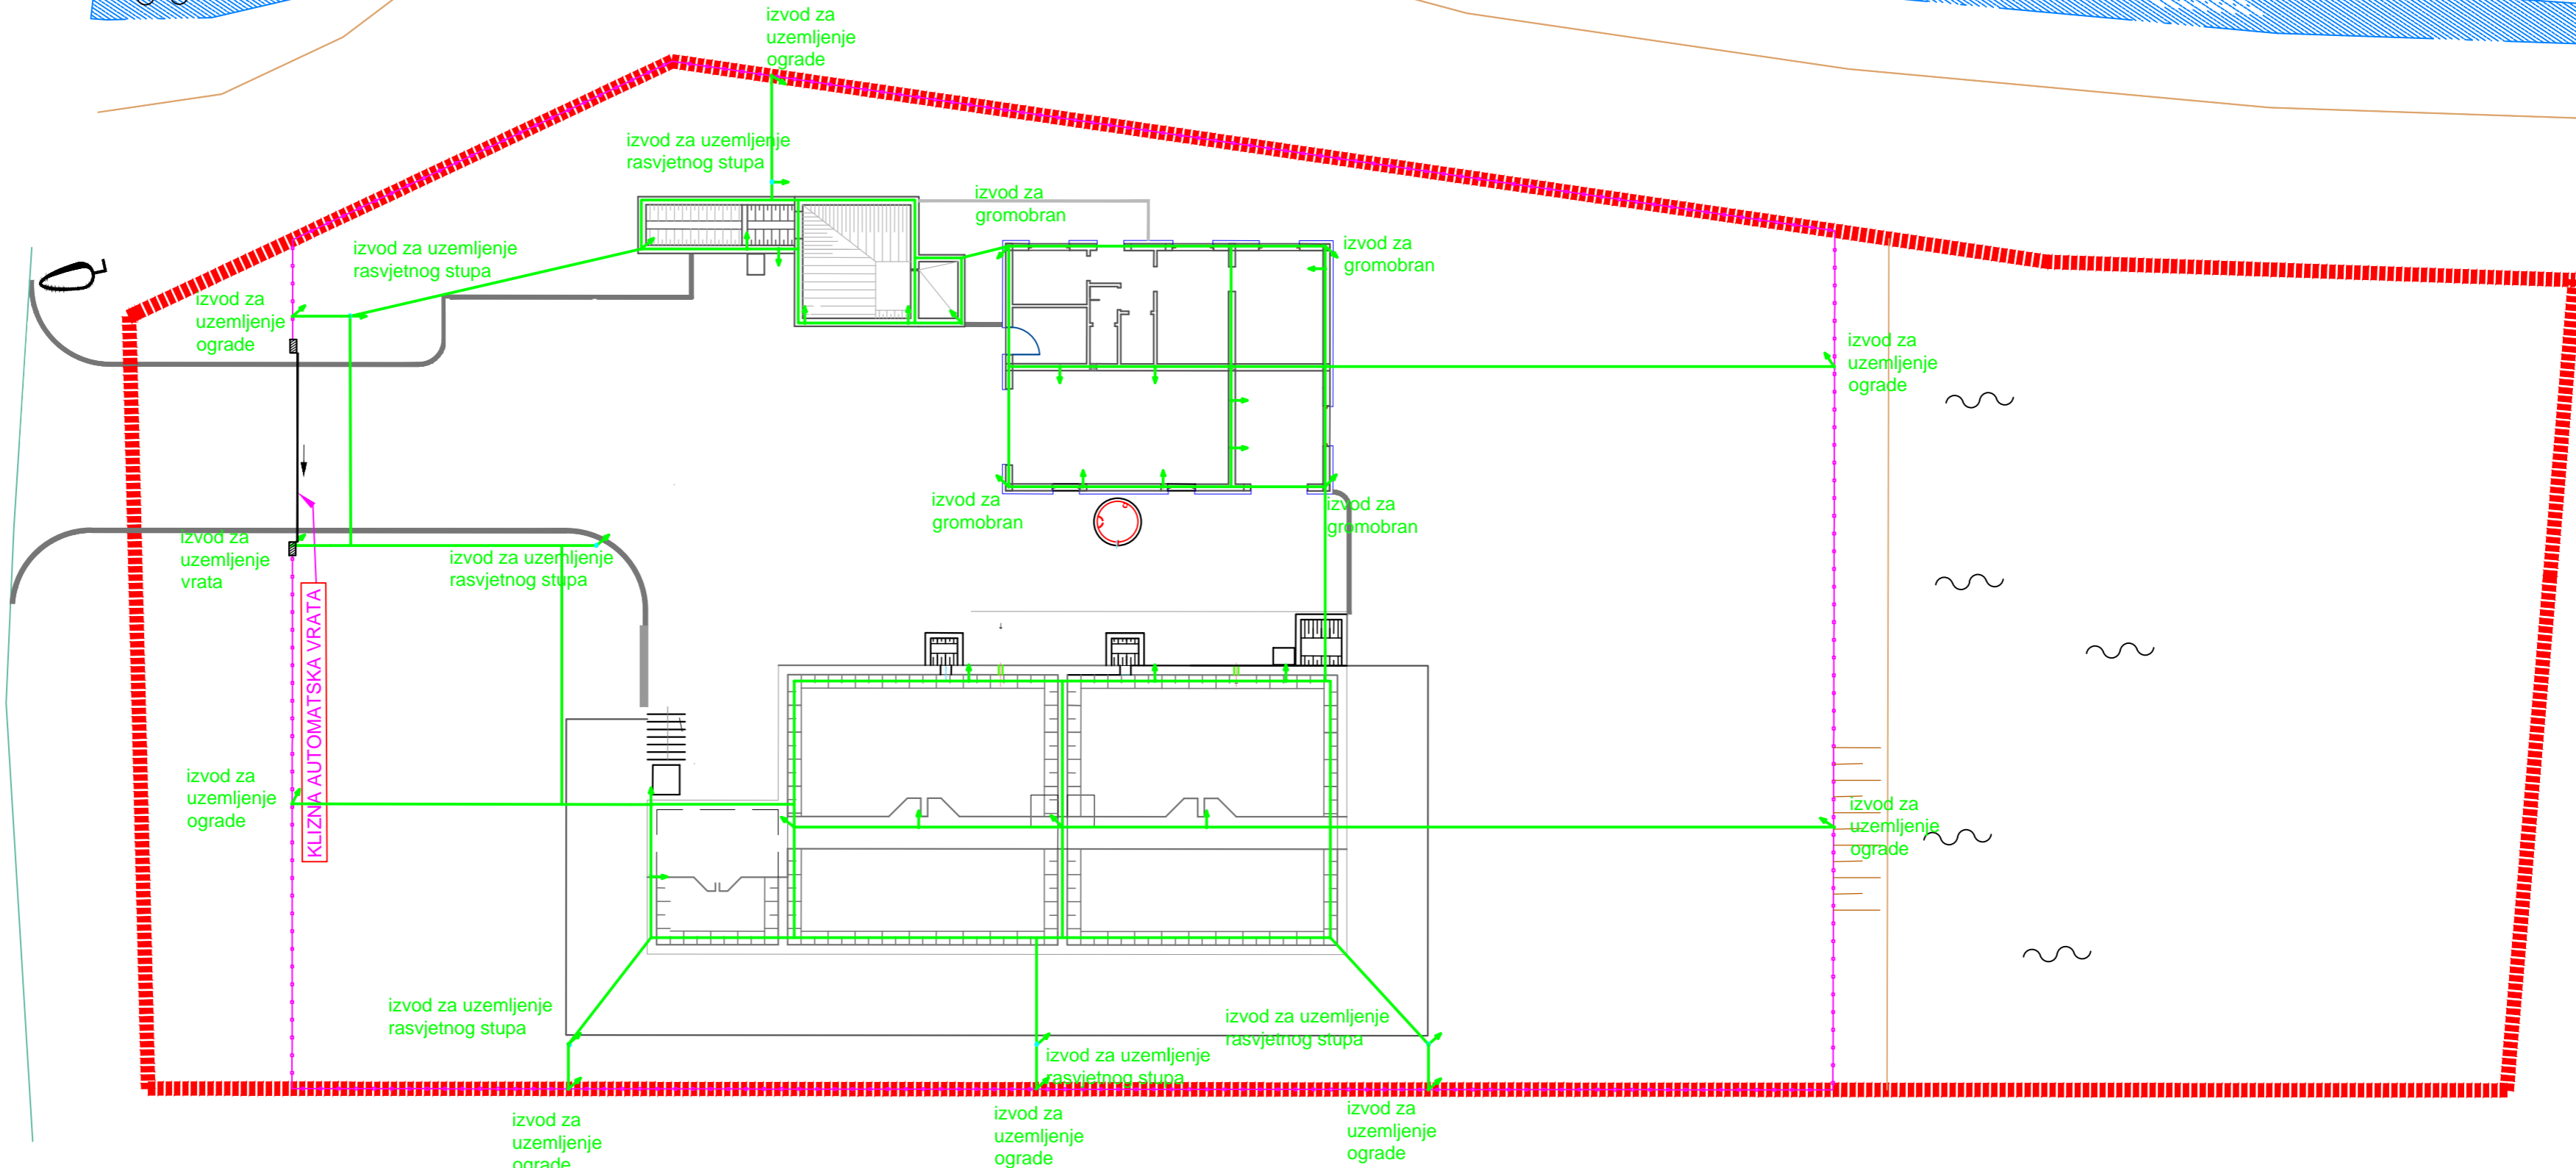 izvod za
uzemljenje
ograde
izvod za uzemljenje
rasvjetnog stupa
izvod za
gromobran
izvod za
gromobran
izvod za uzemljenje
rasvjetnog stupa
izvod za
uzemljenje
ograde
izvod za
uzemljenje
ograde
izvod za
gromobran
izvod za
gromobran
izvod za
uzemljenje
vrata
izvod za uzemljenje
rasvjetnog stupa
KLIZNA AUTOMATSKA VRATA
izvod za
uzemljenje
ograde
izvod za
uzemljenje
ograde
izvod za uzemljenje
rasvjetnog stupa
izvod za uzemljenje
rasvjetnog stupa
izvod za uzemljenje
rasvjetnog stupa
izvod za
uzemljenje
ograde
izvod za
uzemljenje
ograde
izvod za
uzemljenje
ograde